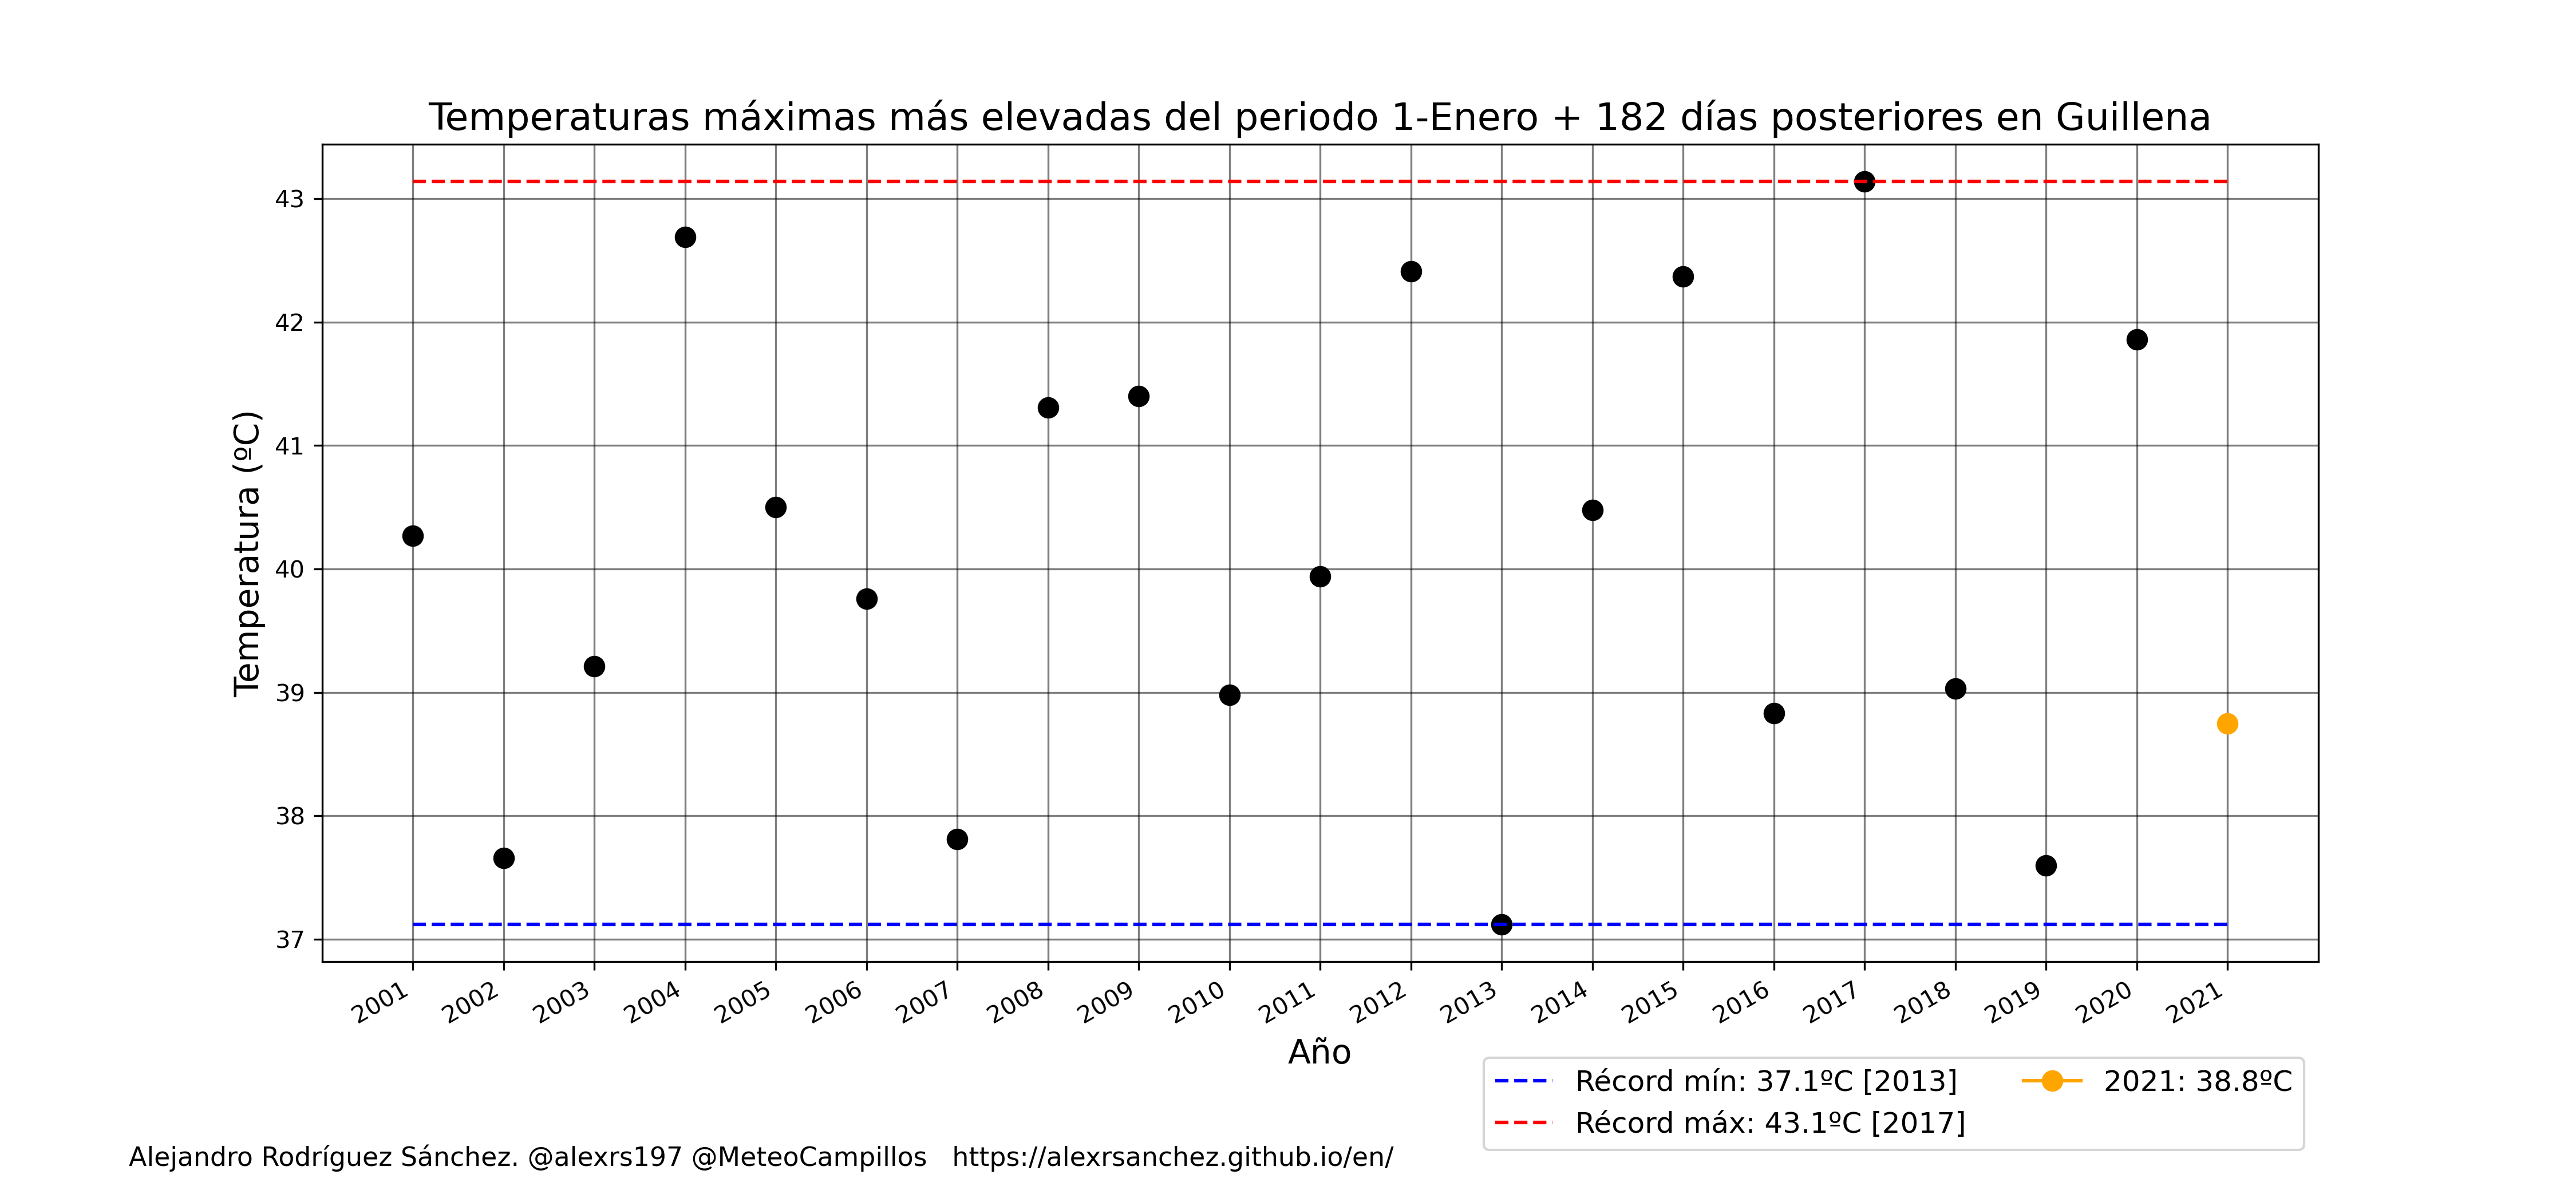 Temperaturas máximas más elevadas del periodo 1-Enero + 182 días posteriores en Guillena
Temperatura (ºC)
43
42
41
40
39
38
37
2001 2002 2003 2004 2005 2006 2007 2008 2009 2010 2011 2012 2013 2014 2015 2016 2017 2018 2019 2020 2021
Año
Récord mín: 37.1ºC [2013]
Récord máx: 43.1ºC [2017]
2021: 38.8ºC
Alejandro Rodríguez Sánchez. @alexrs197 @MeteoCampillos https://alexrsanchez.github.io/en/